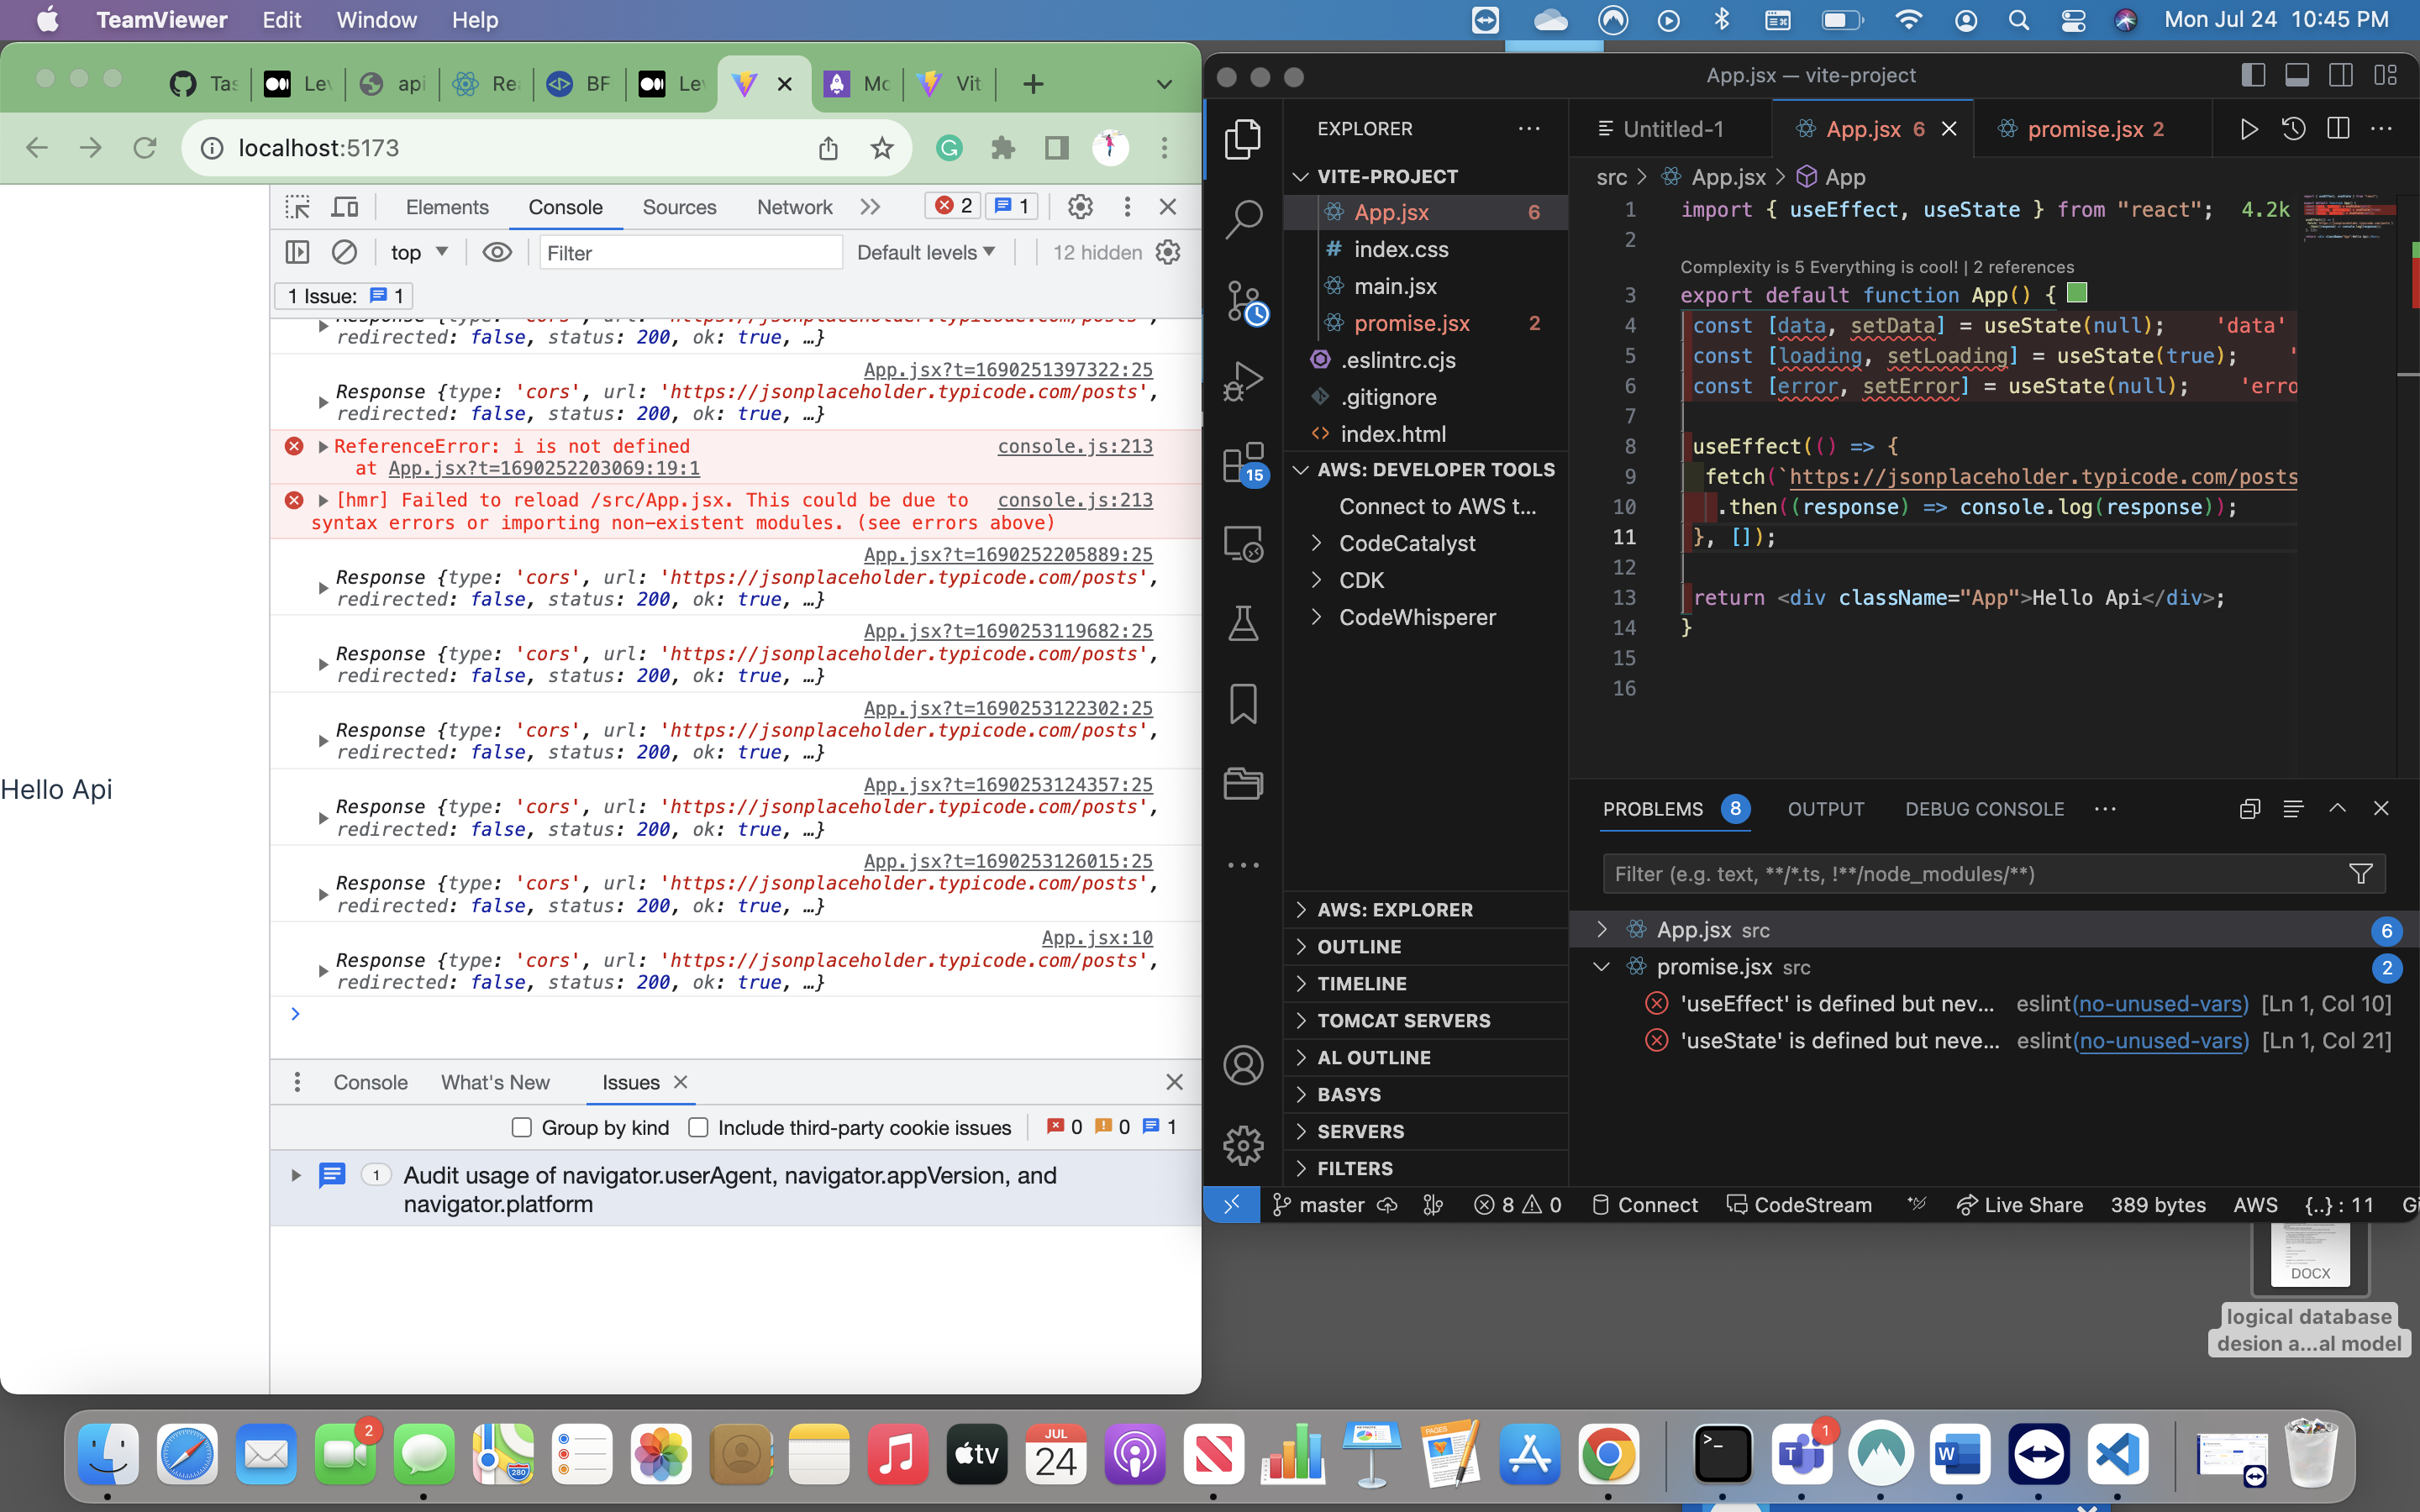 TeamViewer Edit Window Help
Mon Jul 24 10:45 PM
Tas Lev api Rea BF Le Mo Vit
localhost:5173
Elements Console Sources Network 2 1
top Filter Default levels 12 hidden
1 Issue: 1
Response {type: 'cors', url: 'https://jsonplaceholder.typicode.com/posts',
redirected: false, status: 200, ok: true, …}
App.jsx?t=1690251397322:25
Response {type: 'cors', url: 'https://jsonplaceholder.typicode.com/posts',
redirected: false, status: 200, ok: true, …}
ReferenceError: i is not defined console.js:213
at App.jsx?t=1690252203069:19:1
[hmr] Failed to reload /src/App.jsx. This could be due to console.js:213
syntax errors or importing non-existent modules. (see errors above)
App.jsx?t=1690252205889:25
Response {type: 'cors', url: 'https://jsonplaceholder.typicode.com/posts',
redirected: false, status: 200, ok: true, …}
App.jsx?t=1690253119682:25
Response {type: 'cors', url: 'https://jsonplaceholder.typicode.com/posts',
redirected: false, status: 200, ok: true, …}
App.jsx?t=1690253122302:25
Response {type: 'cors', url: 'https://jsonplaceholder.typicode.com/posts',
redirected: false, status: 200, ok: true, …}
App.jsx?t=1690253124357:25
Response {type: 'cors', url: 'https://jsonplaceholder.typicode.com/posts',
redirected: false, status: 200, ok: true, …}
App.jsx?t=1690253126015:25
Response {type: 'cors', url: 'https://jsonplaceholder.typicode.com/posts',
redirected: false, status: 200, ok: true, …}
App.jsx:10
Response {type: 'cors', url: 'https://jsonplaceholder.typicode.com/posts',
redirected: false, status: 200, ok: true, …}
Hello Api
Console What's New Issues
Group by kind Include third-party cookie issues 0 0 1
1 Audit usage of navigator.userAgent, navigator.appVersion, and
navigator.platform
App.jsx — vite-project
EXPLORER
VITE-PROJECT
App.jsx 6
index.css
main.jsx
promise.jsx 2
.eslintrc.cjs
.gitignore
index.html
AWS: DEVELOPER TOOLS
Connect to AWS t...
CodeCatalyst
CDK
CodeWhisperer
AWS: EXPLORER
OUTLINE
TIMELINE
TOMCAT SERVERS
AL OUTLINE
BASYS
SERVERS
FILTERS
15
Untitled-1 App.jsx 6 promise.jsx 2
src App.jsx App
1 import { useEffect, useState } from "react"; 4.2k
2
Complexity is 5 Everything is cool! | 2 references
3 export default function App() {
4 const [data, setData] = useState(null); 'data'
5 const [loading, setLoading] = useState(true); '
6 const [error, setError] = useState(null); 'erro
7
8 useEffect(() => {
9 fetch(`https://jsonplaceholder.typicode.com/posts
10 .then((response) => console.log(response));
11 }, []);
12
13 return <div className="App">Hello Api</div>;
14 }
15
16
PROBLEMS 8 OUTPUT DEBUG CONSOLE
Filter (e.g. text, **/*.ts, !**/node_modules/**)
App.jsx src 6
promise.jsx src 2
'useEffect' is defined but nev... eslint(no-unused-vars) [Ln 1, Col 10]
'useState' is defined but neve... eslint(no-unused-vars) [Ln 1, Col 21]
master 8 0 Connect CodeStream Live Share 389 bytes AWS {..} : 11
DOCX
logical database
desion a...al model
2
tv
JUL
24
280
1